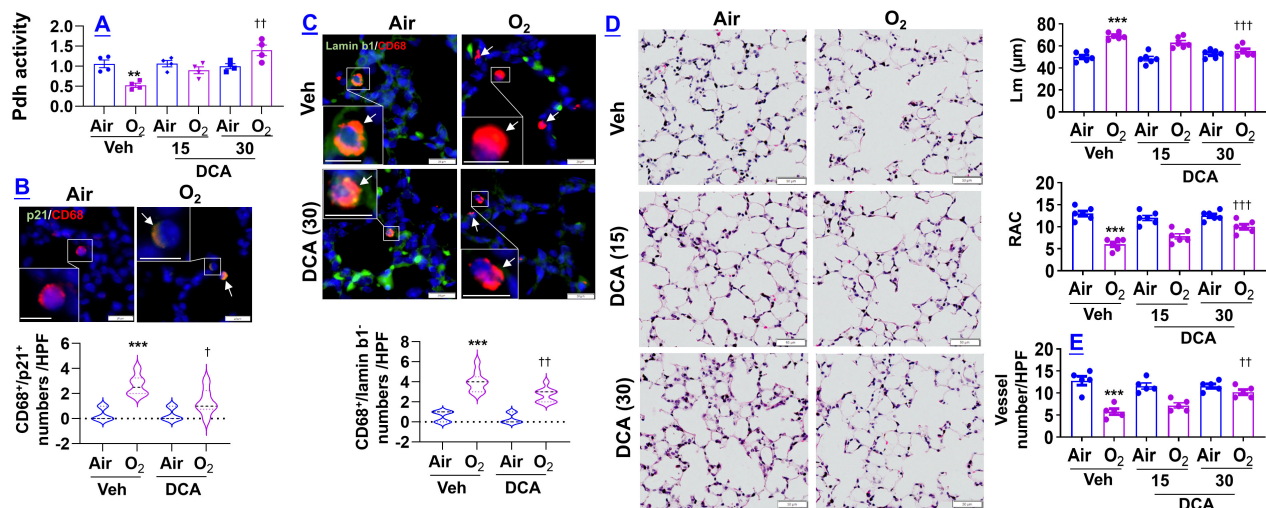 A
Pdh activity
2.0
1.5
1.0
0.5
0.0
**
††
Air O2 Air O2 Air O2
Veh 15 30
DCA
B
Air O2
p21/CD68
CD68+/p21+
numbers /HPF
6
4
2
0
-2
***
†
Air O2 Air O2
Veh DCA
C
Air O2
Lamin b1/CD68
Veh
DCA (30)
CD68+/lamin b1-
numbers /HPF
8
6
4
2
0
-2
***
††
Air O2 Air O2
Veh DCA
D
Air O2
Veh
DCA (15)
DCA (30)
Lm (µm)
80
60
40
20
0
***
†††
Air O2 Air O2 Air O2
Veh 15 30
DCA
RAC
20
15
10
5
0
***
†††
Air O2 Air O2 Air O2
Veh 15 30
DCA
E
Vessel
number/HPF
20
15
10
5
0
***
††
Air O2 Air O2 Air O2
Veh 15 30
DCA